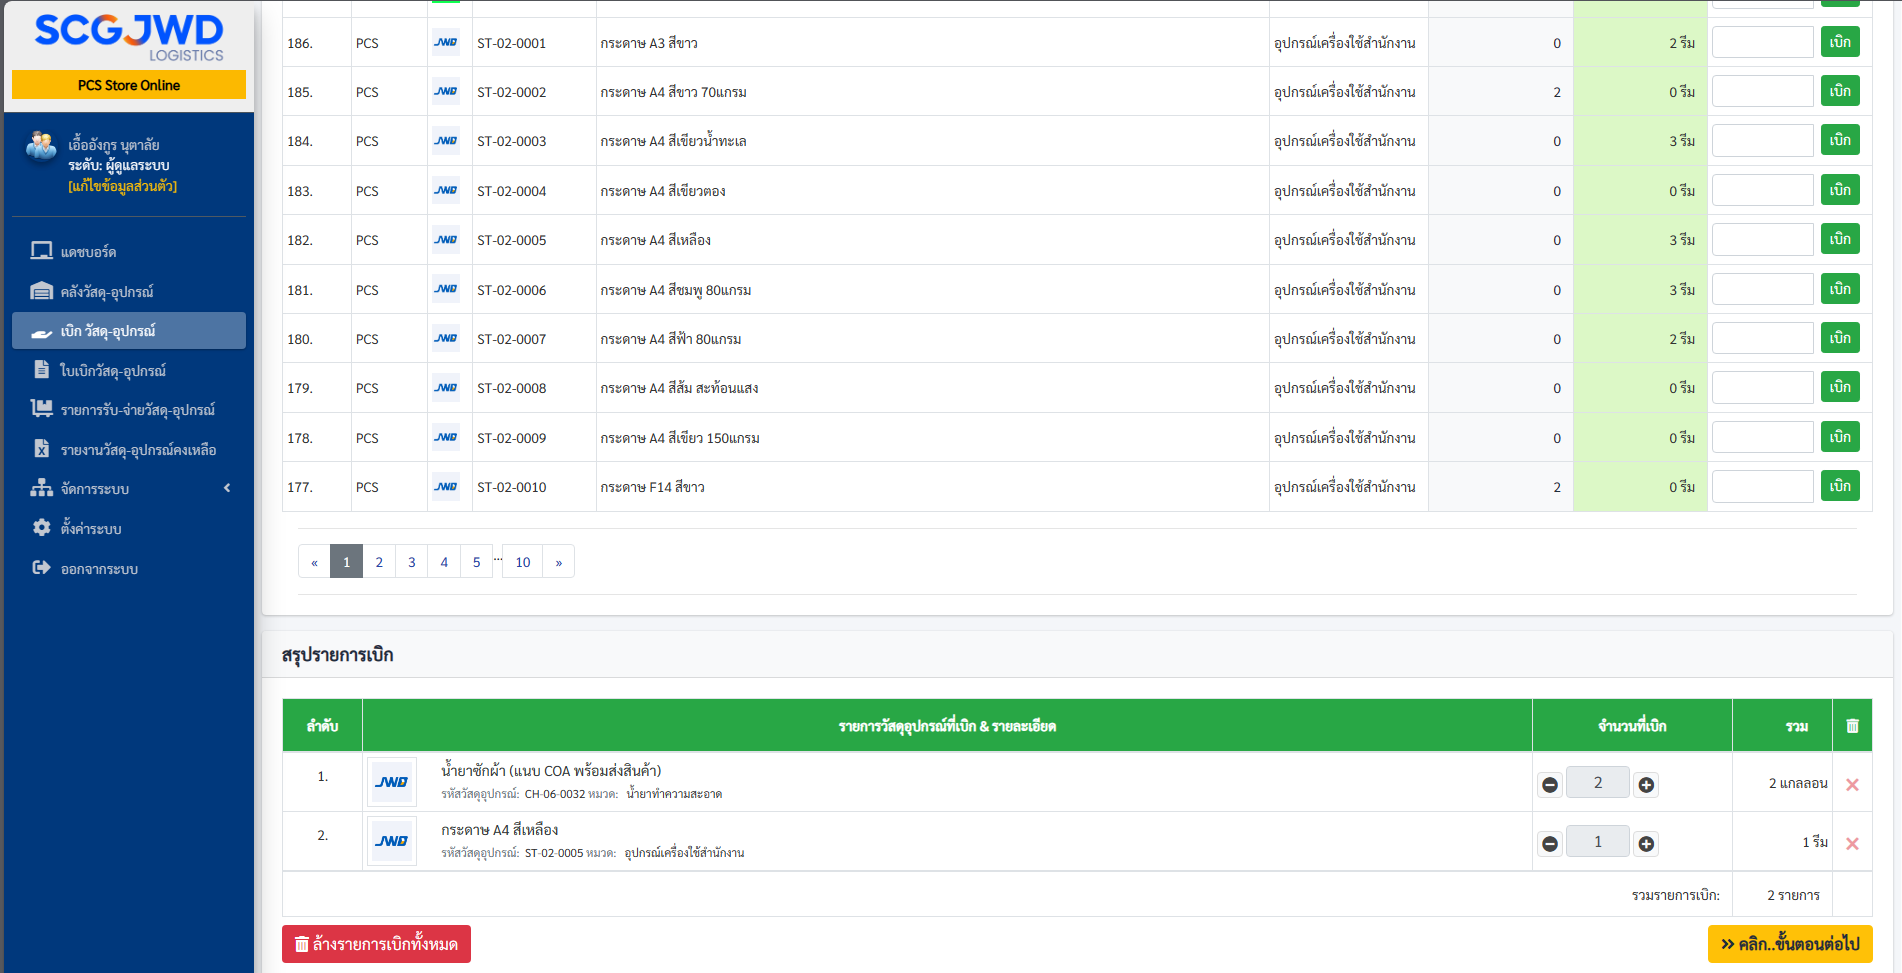 SCGJWD
LOGISTICS
PCS Store Online
เอื้ออังกูร นุตาลัย
ระดับ: ผู้ดูแลระบบ
[แก้ไขข้อมูลส่วนตัว]
แดชบอร์ด
คลังวัสดุ-อุปกรณ์
เบิก วัสดุ-อุปกรณ์
ใบเบิกวัสดุ-อุปกรณ์
รายการรับ-จ่ายวัสดุ-อุปกรณ์
รายงานวัสดุ-อุปกรณ์คงเหลือ
จัดการระบบ
ตั้งค่าระบบ
ออกจากระบบ
186. PCS JWD ST-02-0001 กระดาษ A3 สีขาว อุปกรณ์เครื่องใช้สำนักงาน 0 2 รีม เบิก
185. PCS JWD ST-02-0002 กระดาษ A4 สีขาว 70แกรม อุปกรณ์เครื่องใช้สำนักงาน 2 0 รีม เบิก
184. PCS JWD ST-02-0003 กระดาษ A4 สีเขียวน้ำทะเล อุปกรณ์เครื่องใช้สำนักงาน 0 3 รีม เบิก
183. PCS JWD ST-02-0004 กระดาษ A4 สีเขียวตอง อุปกรณ์เครื่องใช้สำนักงาน 0 0 รีม เบิก
182. PCS JWD ST-02-0005 กระดาษ A4 สีเหลือง อุปกรณ์เครื่องใช้สำนักงาน 0 3 รีม เบิก
181. PCS JWD ST-02-0006 กระดาษ A4 สีชมพู 80แกรม อุปกรณ์เครื่องใช้สำนักงาน 0 3 รีม เบิก
180. PCS JWD ST-02-0007 กระดาษ A4 สีฟ้า 80แกรม อุปกรณ์เครื่องใช้สำนักงาน 0 2 รีม เบิก
179. PCS JWD ST-02-0008 กระดาษ A4 สีส้ม สะท้อนแสง อุปกรณ์เครื่องใช้สำนักงาน 0 0 รีม เบิก
178. PCS JWD ST-02-0009 กระดาษ A4 สีเขียว 150แกรม อุปกรณ์เครื่องใช้สำนักงาน 0 0 รีม เบิก
177. PCS JWD ST-02-0010 กระดาษ F14 สีขาว อุปกรณ์เครื่องใช้สำนักงาน 2 0 รีม เบิก
« 1 2 3 4 5 ... 10 »
สรุปรายการเบิก
ลำดับ รายการวัสดุอุปกรณ์ที่เบิก & รายละเอียด จำนวนที่เบิก รวม
1. JWD น้ำยาซักผ้า (แนบ COA พร้อมส่งสินค้า) 2 2 แกลลอน
รหัสวัสดุอุปกรณ์: CH-06-0032 หมวด: น้ำยาทำความสะอาด
2. JWD กระดาษ A4 สีเหลือง 1 1 รีม
รหัสวัสดุอุปกรณ์: ST-02-0005 หมวด: อุปกรณ์เครื่องใช้สำนักงาน
รวมรายการเบิก: 2 รายการ
ล้างรายการเบิกทั้งหมด
คลิก..ขั้นตอนต่อไป